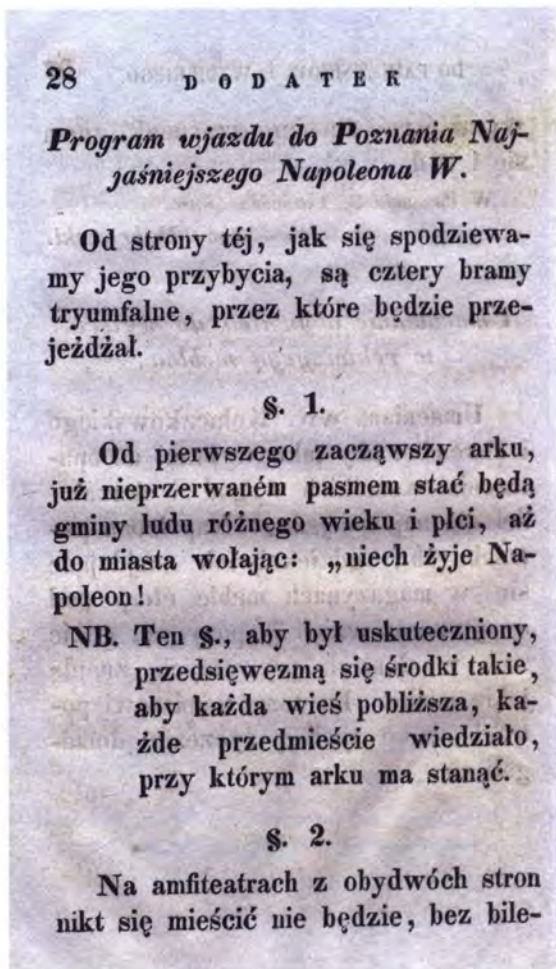 28 DODATEK
Program wjazdu do Poznania Naj-
jaśniejszego Napoleona W.
Od strony téj, jak się spodziewa-
my jego przybycia, są cztery bramy
tryumfalne, przez które będzie prze-
jeżdżał.
§. 1.
Od pierwszego zacząwszy arku,
już nieprzerwaném pasmem stać będą
gminy ludu różnego wieku i płci, aż
do miasta wołając: „niech żyje Na-
poleon!
NB. Ten §., aby był uskuteczniony,
przedsięwezmą się środki takie,
aby każda wieś pobliższa, ka-
żde przedmieście wiedziało,
przy którym arku ma stanąć.
§. 2.
Na amfiteatrach z obydwóch stron
nikt się mieścić nie będzie, bez bile-